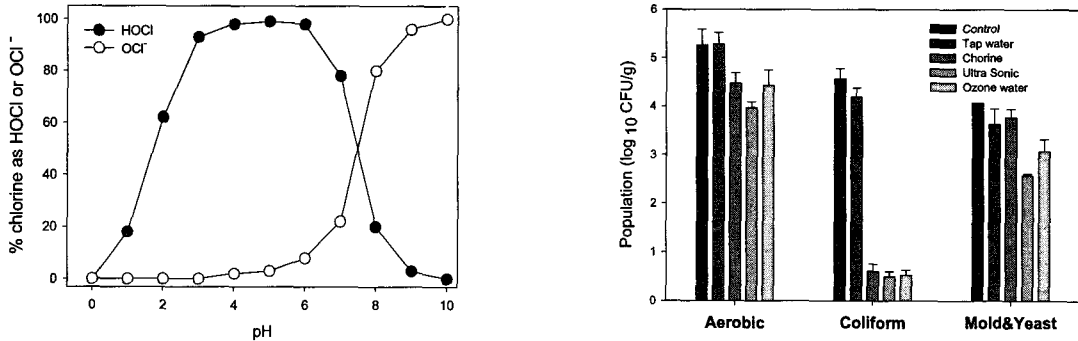 100
80
60
40
20
0
% chlorine as HOCl or OCl⁻
HOCl
OCl⁻
0 2 4 6 8 10
pH
6
5
4
3
2
1
0
Population (log 10 CFU/g)
Control
Tap water
Chorine
Ultra Sonic
Ozone water
Aerobic Coliform Mold&Yeast